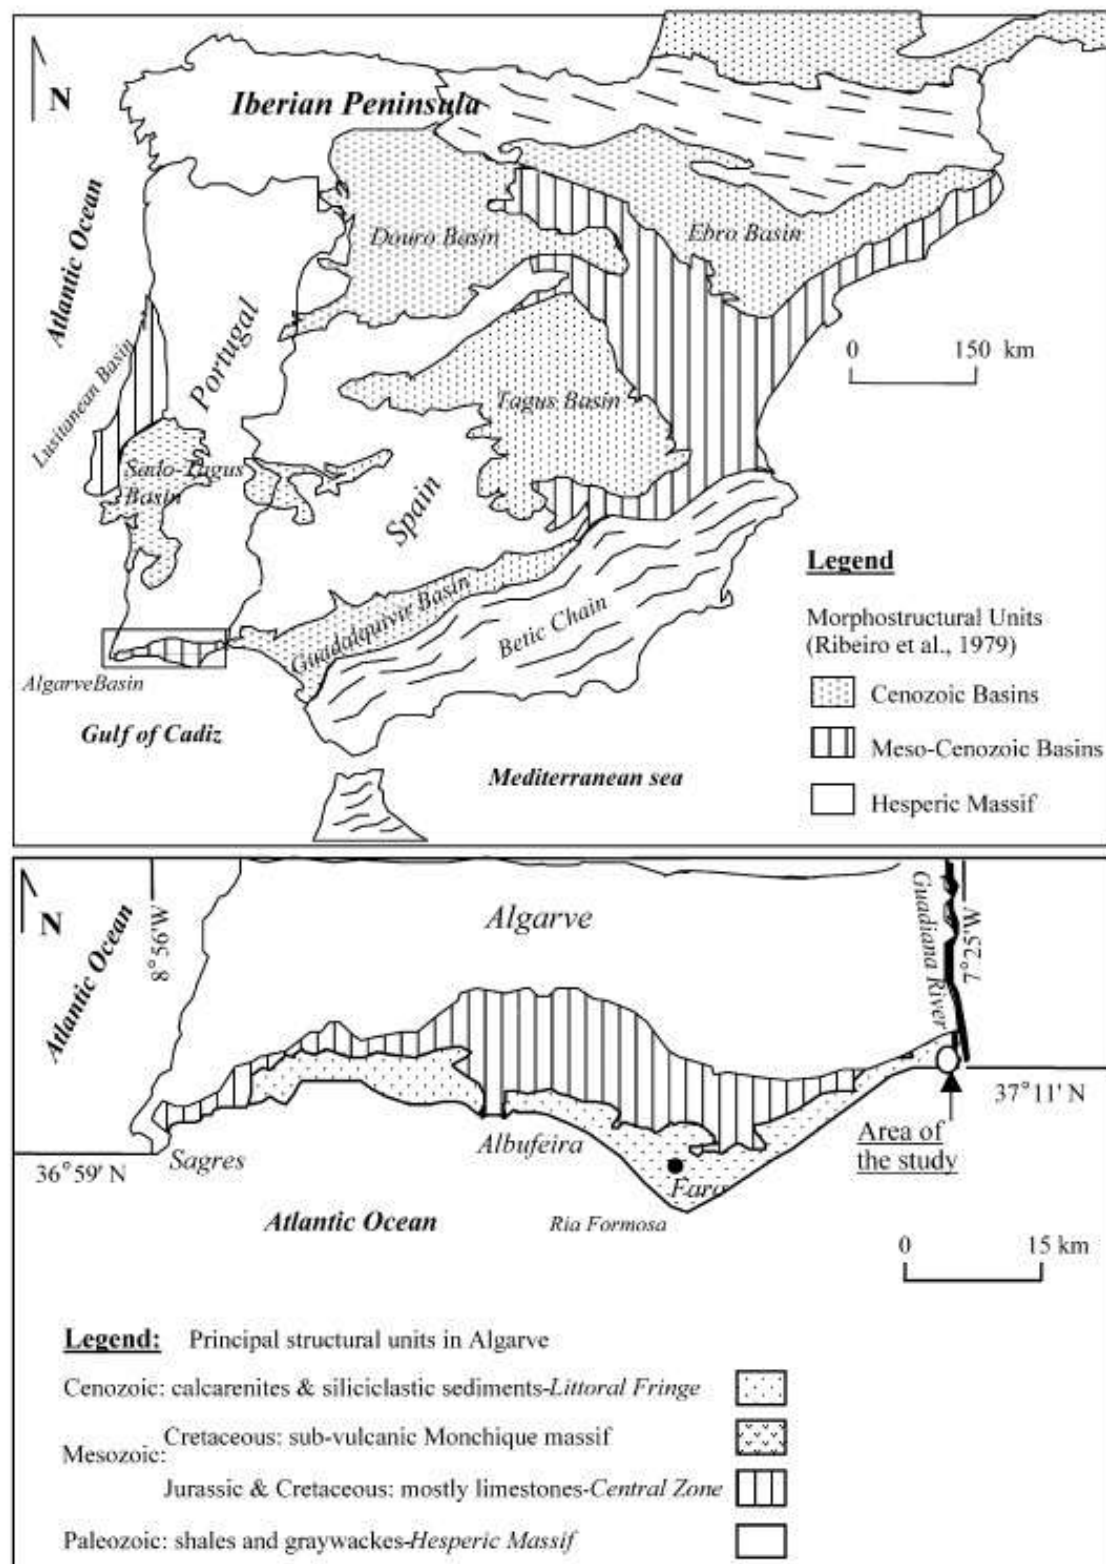 N
Iberian Peninsula
Atlantic Ocean
Douro Basin
Ebro Basin
Portugal
Lusitanean Basin
0 150 km
Tagus Basin
Sado-Tagus
Basin
Spain
Guadalquivir Basin
Betic Chain
AlgarveBasin
Gulf of Cadiz
Mediterranean sea
Legend
Morphostructural Units
(Ribeiro et al., 1979)
Cenozoic Basins
Meso-Cenozoic Basins
Hesperic Massif
N
Atlantic Ocean
8°56'W
Algarve
Guadiana River
7°25'W
37°11' N
Area of
the study
Albufeira
Sagres
36°59' N
Faro
Atlantic Ocean
Ria Formosa
0 15 km
Legend: Principal structural units in Algarve
Cenozoic: calcarenites & siliciclastic sediments-Littoral Fringe
Cretaceous: sub-vulcanic Monchique massif
Mesozoic:
Jurassic & Cretaceous: mostly limestones-Central Zone
Paleozoic: shales and graywackes-Hesperic Massif